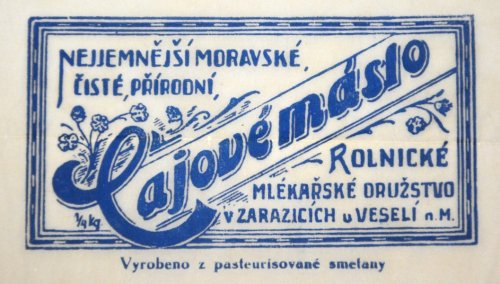 NEJJEMNĚJŠÍ MORAVSKÉ,
ČISTÉ, PŘÍRODNÍ,
Čajové máslo
ROLNICKÉ
MLÉKAŘSKÉ DRUŽSTVO
V ZARAZICÍCH u VESELÍ n.M.
1/4 kg.
Vyrobeno z pasteurisované smetany